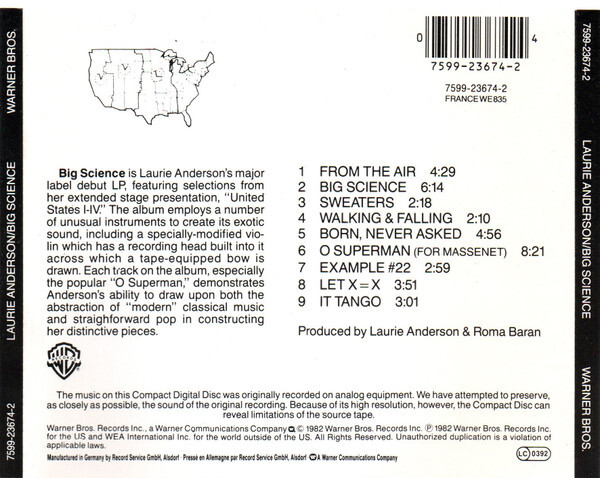 7599-23674-2 LAURIE ANDERSON/BIG SCIENCE WARNER BROS.
0 7599-23674-2 4
7599-23674-2
FRANCE WE 835
Big Science is Laurie Anderson's major
label debut LP, featuring selections from
her extended stage presentation, "United
States I-IV." The album employs a number
of unusual instruments to create its exotic
sound, including a specially-modified vio-
lin which has a recording head built into it
across which a tape-equipped bow is
drawn. Each track on the album, especially
the popular "O Superman," demonstrates
Anderson's ability to draw upon both the
abstraction of "modern" classical music
and straightforward pop in constructing
her distinctive pieces.
1 FROM THE AIR 4:29
2 BIG SCIENCE 6:14
3 SWEATERS 2:18
4 WALKING & FALLING 2:10
5 BORN, NEVER ASKED 4:56
6 O SUPERMAN (FOR MASSENET) 8:21
7 EXAMPLE #22 2:59
8 LET X=X 3:51
9 IT TANGO 3:01
Produced by Laurie Anderson & Roma Baran
The music on this Compact Digital Disc was originally recorded on analog equipment. We have attempted to preserve,
as closely as possible, the sound of the original recording. Because of its high resolution, however, the Compact Disc can
reveal limitations of the source tape.
Warner Bros. Records Inc., a Warner Communications Company © 1982 Warner Bros. Records Inc. ℗ 1982 Warner Bros. Records Inc.
for the US and WEA International Inc. for the world outside of the US. All Rights Reserved. Unauthorized duplication is a violation of
applicable laws.
Manufactured in Germany by Record Service GmbH, Alsdorf · Pressé en Allemagne par Record Service GmbH, Alsdorf A Warner Communications Company
LC 0392
7599-23674-2 LAURIE ANDERSON/BIG SCIENCE WARNER BROS.